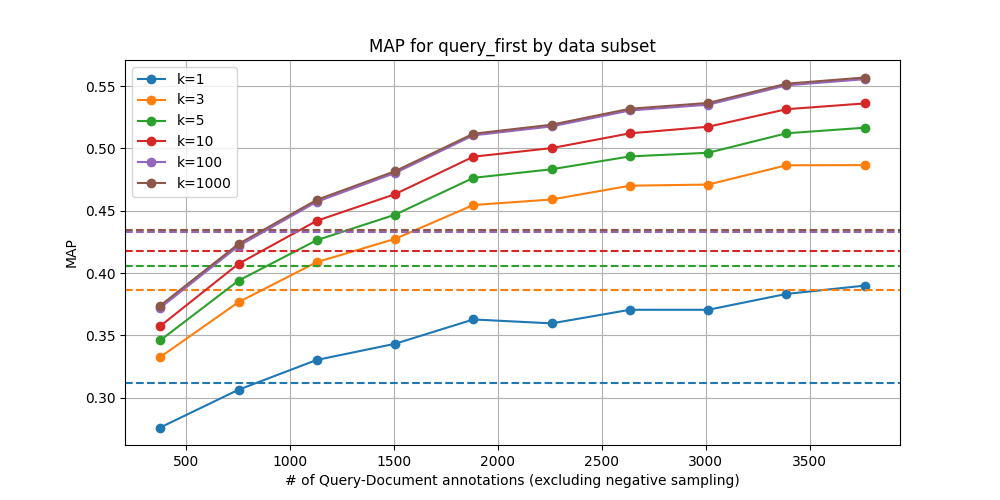 MAP for query_first by data subset
k=1
k=3
k=5
k=10
k=100
k=1000
0.55
0.50
0.45
0.40
0.35
0.30
MAP
500 1000 1500 2000 2500 3000 3500
# of Query-Document annotations (excluding negative sampling)